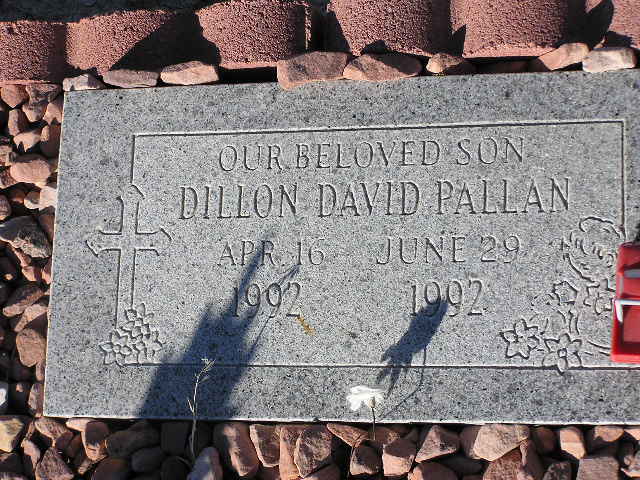 OUR BELOVED SON
DILLON DAVID PALLAN
APR. 16 JUNE 29
1992 1992